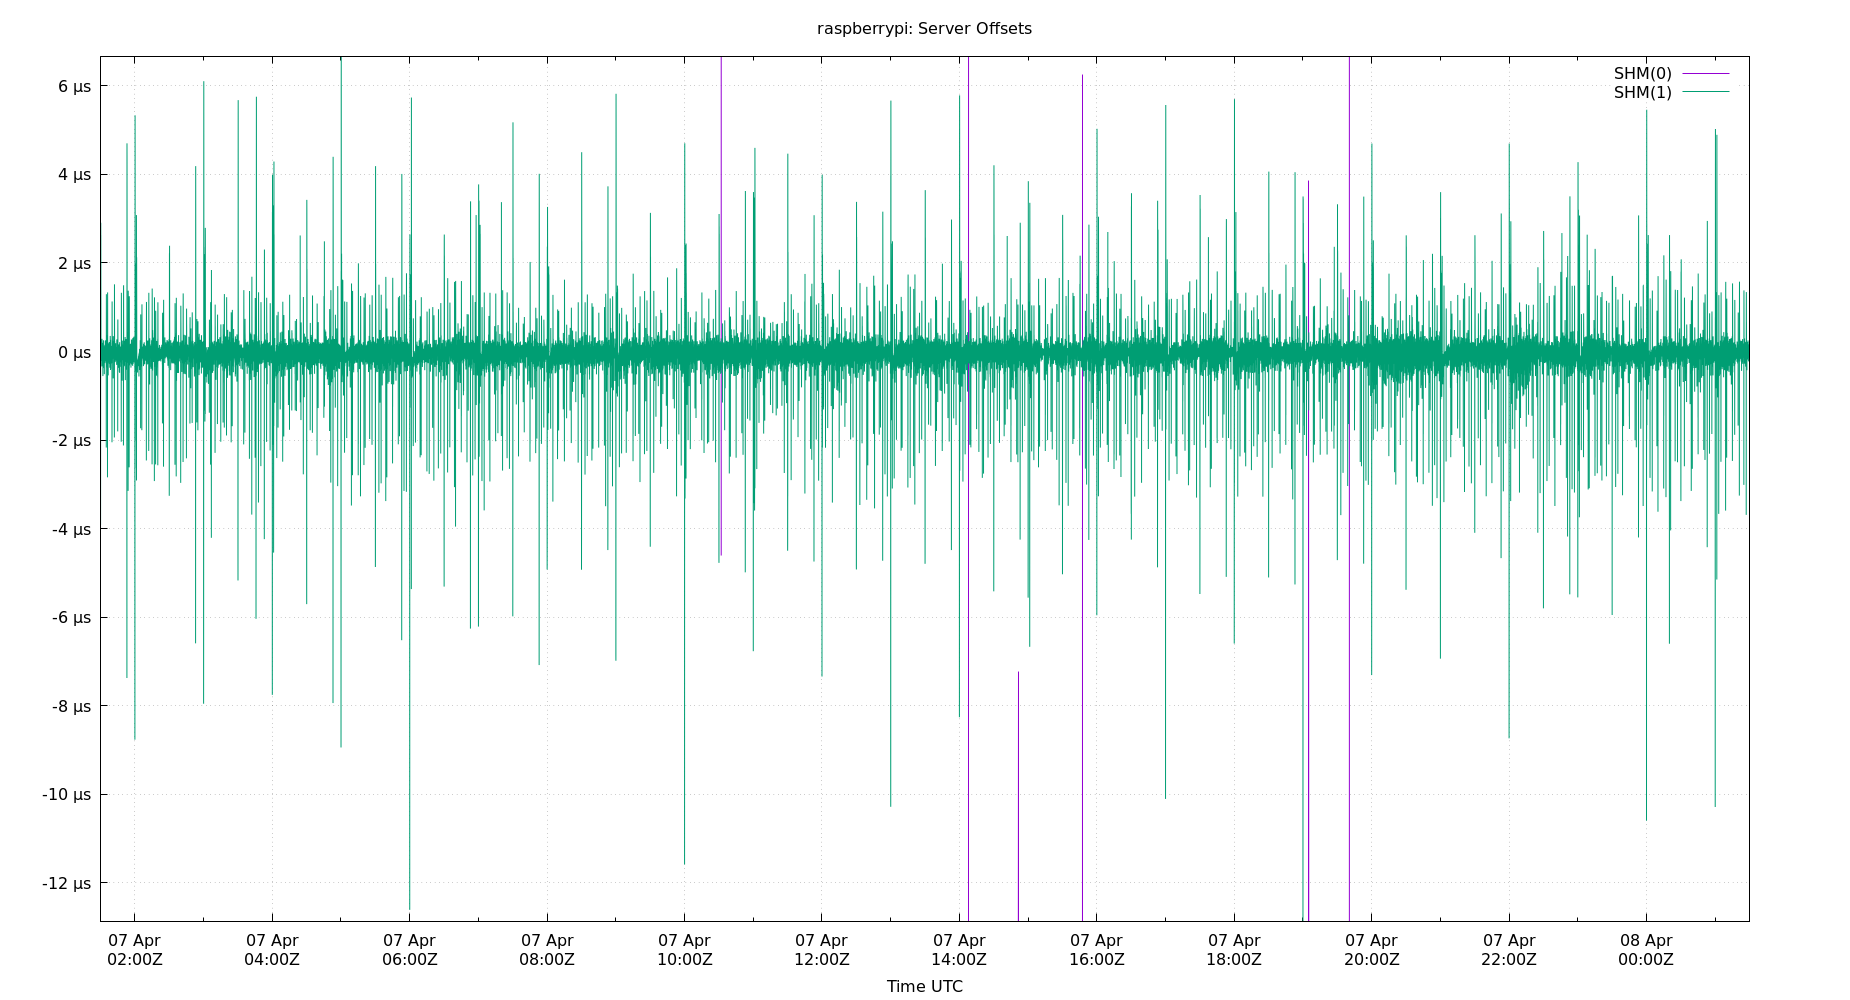 raspberrypi: Server Offsets
SHM(0)
SHM(1)
6 µs
4 µs
2 µs
0 µs
-2 µs
-4 µs
-6 µs
-8 µs
-10 µs
-12 µs
07 Apr 07 Apr 07 Apr 07 Apr 07 Apr 07 Apr 07 Apr 07 Apr 07 Apr 07 Apr 07 Apr 08 Apr
02:00Z 04:00Z 06:00Z 08:00Z 10:00Z 12:00Z 14:00Z 16:00Z 18:00Z 20:00Z 22:00Z 00:00Z
Time UTC